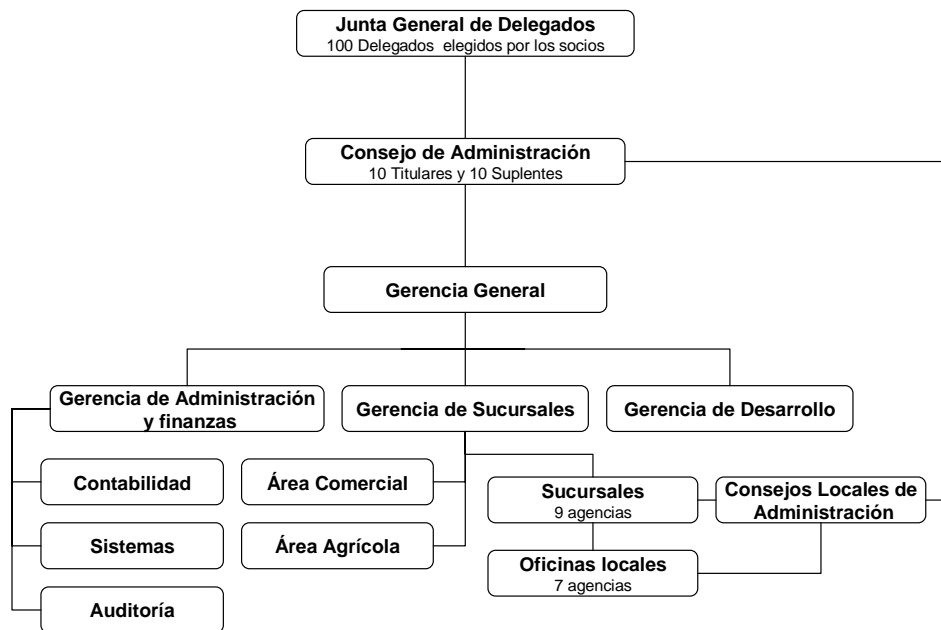 Junta General de Delegados
100 Delegados elegidos por los socios
Consejo de Administración
10 Titulares y 10 Suplentes
Gerencia General
Gerencia de Administración
y finanzas
Gerencia de Sucursales
Gerencia de Desarrollo
Contabilidad
Área Comercial
Sucursales
9 agencias
Consejos Locales de
Administración
Sistemas
Área Agrícola
Oficinas locales
7 agencias
Auditoría